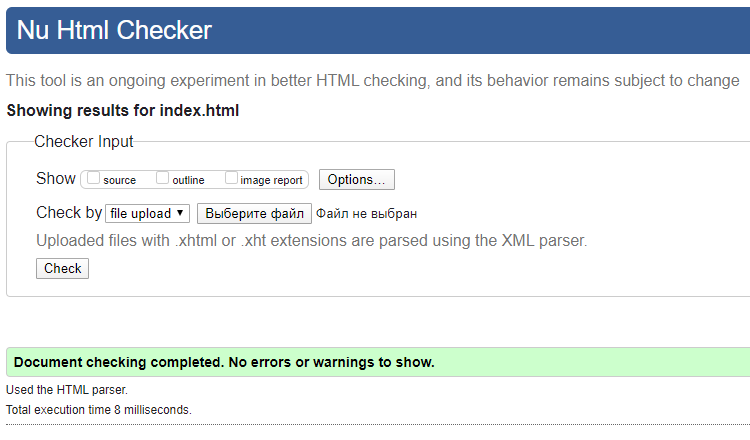 Nu Html Checker
This tool is an ongoing experiment in better HTML checking, and its behavior remains subject to change
Showing results for index.html
Checker Input
Show source outline image report Options...
Check by file upload Выберите файл Файл не выбран
Uploaded files with .xhtml or .xht extensions are parsed using the XML parser.
Check
Document checking completed. No errors or warnings to show.
Used the HTML parser.
Total execution time 8 milliseconds.